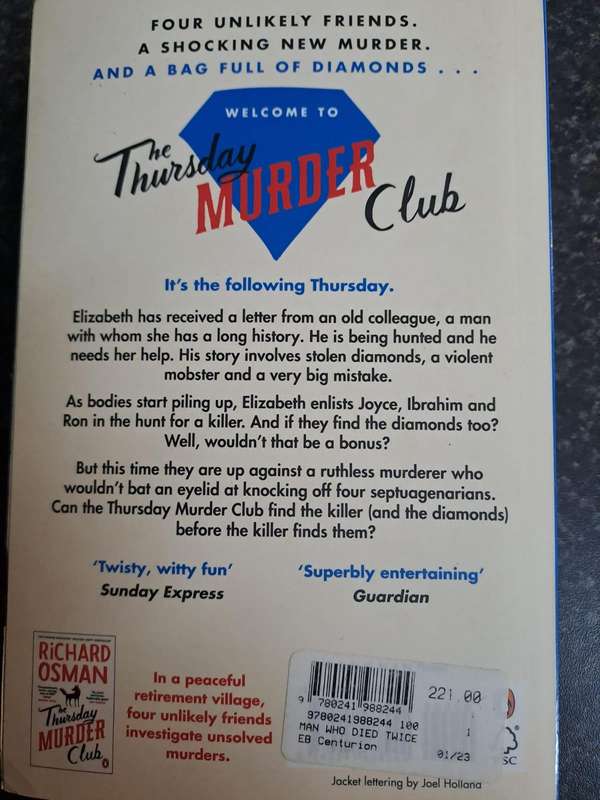 FOUR UNLIKELY FRIENDS.
A SHOCKING NEW MURDER.
AND A BAG FULL OF DIAMONDS . . .
WELCOME TO
The
Thursday
MURDER
Club
It's the following Thursday.
Elizabeth has received a letter from an old colleague, a man
with whom she has a long history. He is being hunted and he
needs her help. His story involves stolen diamonds, a violent
mobster and a very big mistake.
As bodies start piling up, Elizabeth enlists Joyce, Ibrahim and
Ron in the hunt for a killer. And if they find the diamonds too?
Well, wouldn't that be a bonus?
But this time they are up against a ruthless murderer who
wouldn't bat an eyelid at knocking off four septuagenarians.
Can the Thursday Murder Club find the killer (and the diamonds)
before the killer finds them?
'Twisty, witty fun'
Sunday Express
'Superbly entertaining'
Guardian
RICHARD
OSMAN
The
Thursday
MURDER
Club
In a peaceful
retirement village,
four unlikely friends
investigate unsolved
murders.
9 780241 988244
221.00
9780241988244 100
MAN WHO DIED TWICE 1
EB Centurion 01/23
SC
Jacket lettering by Joel Holland